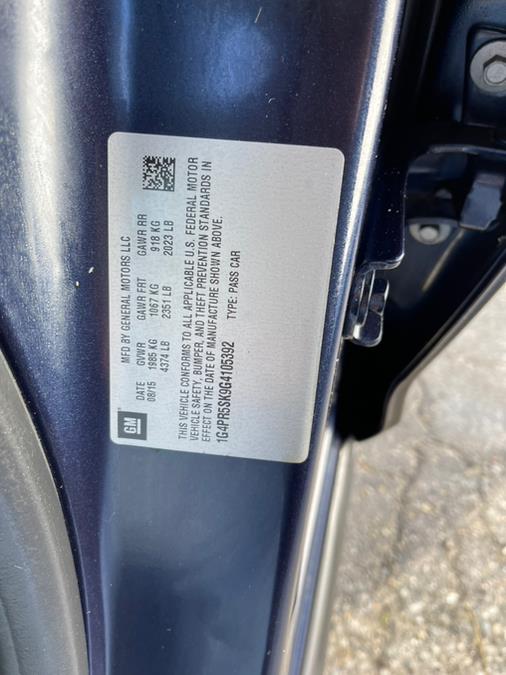 GM
MFD BY GENERAL MOTORS LLC
DATE GVWR GAWR FRT GAWR RR
08/15 1985 KG 1067 KG 918 KG
4374 LB 2351 LB 2023 LB
THIS VEHICLE CONFORMS TO ALL APPLICABLE U.S. FEDERAL MOTOR
VEHICLE SAFETY, BUMPER, AND THEFT PREVENTION STANDARDS IN
EFFECT ON THE DATE OF MANUFACTURE SHOWN ABOVE.
1G4PR5SK9G4105392 TYPE: PASS CAR